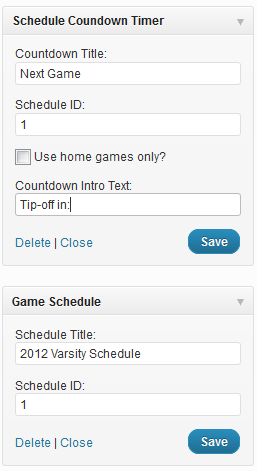 Schedule Coundown Timer
Countdown Title:
Next Game
Schedule ID:
1
Use home games only?
Countdown Intro Text:
Tip-off in:
Delete | Close
Save
Game Schedule
Schedule Title:
2012 Varsity Schedule
Schedule ID:
1
Delete | Close
Save